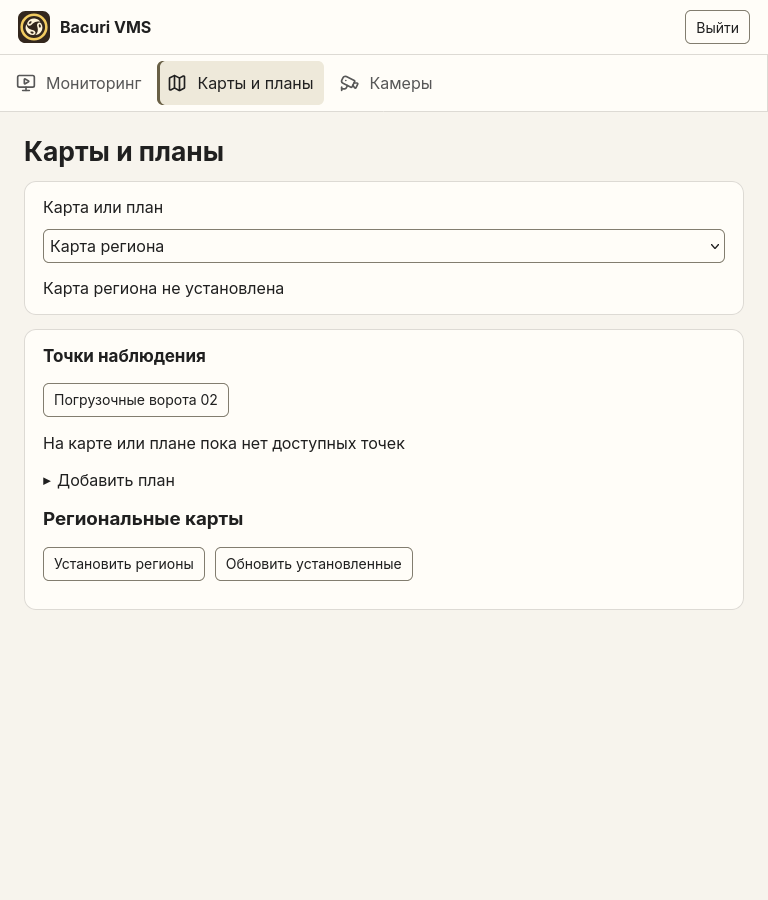 Bacuri VMS
Выйти
Мониторинг
Карты и планы
Камеры
Карты и планы
Карта или план
Карта региона
Карта региона не установлена
Точки наблюдения
Погрузочные ворота 02
На карте или плане пока нет доступных точек
Добавить план
Региональные карты
Установить регионы
Обновить установленные